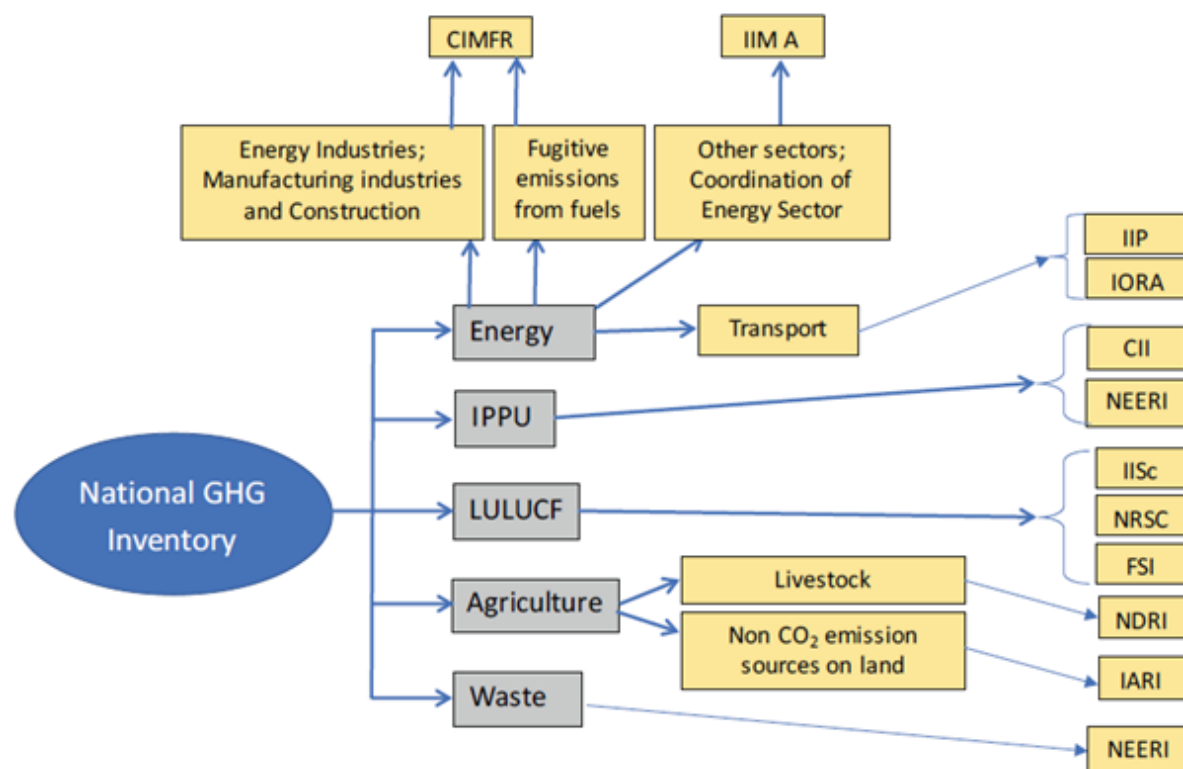 CIMFR
IIM A
Energy Industries;
Manufacturing industries
and Construction
Fugitive
emissions
from fuels
Other sectors;
Coordination of
Energy Sector
IIP
IORA
Energy
Transport
CII
NEERI
IPPU
National GHG
Inventory
LULUCF
IISc
NRSC
FSI
Agriculture
Livestock
Non CO₂ emission
sources on land
NDRI
IARI
Waste
NEERI